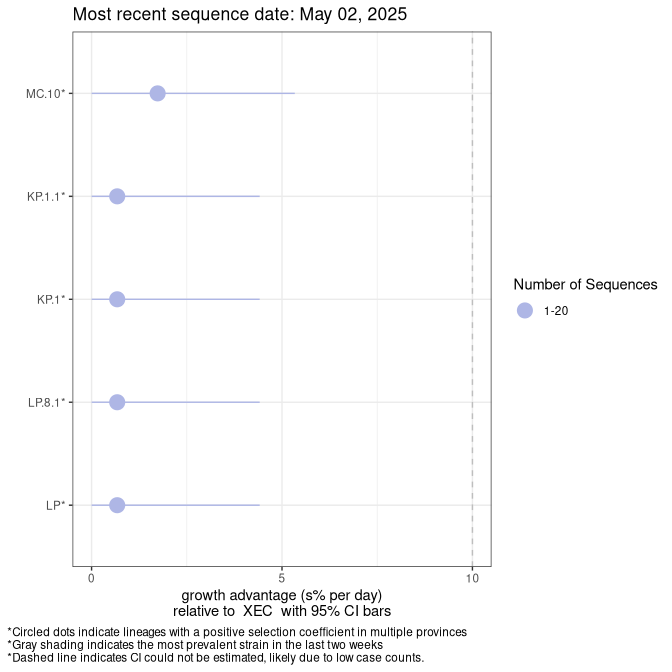 Most recent sequence date: May 02, 2025
MC.10*
KP.1.1*
KP.1*
LP.8.1*
LP*
0 5 10
growth advantage (s% per day)
relative to  XEC  with 95% CI bars
Number of Sequences
1-20
*Circled dots indicate lineages with a positive selection coefficient in multiple provinces
*Gray shading indicates the most prevalent strain in the last two weeks
*Dashed line indicates CI could not be estimated, likely due to low case counts.